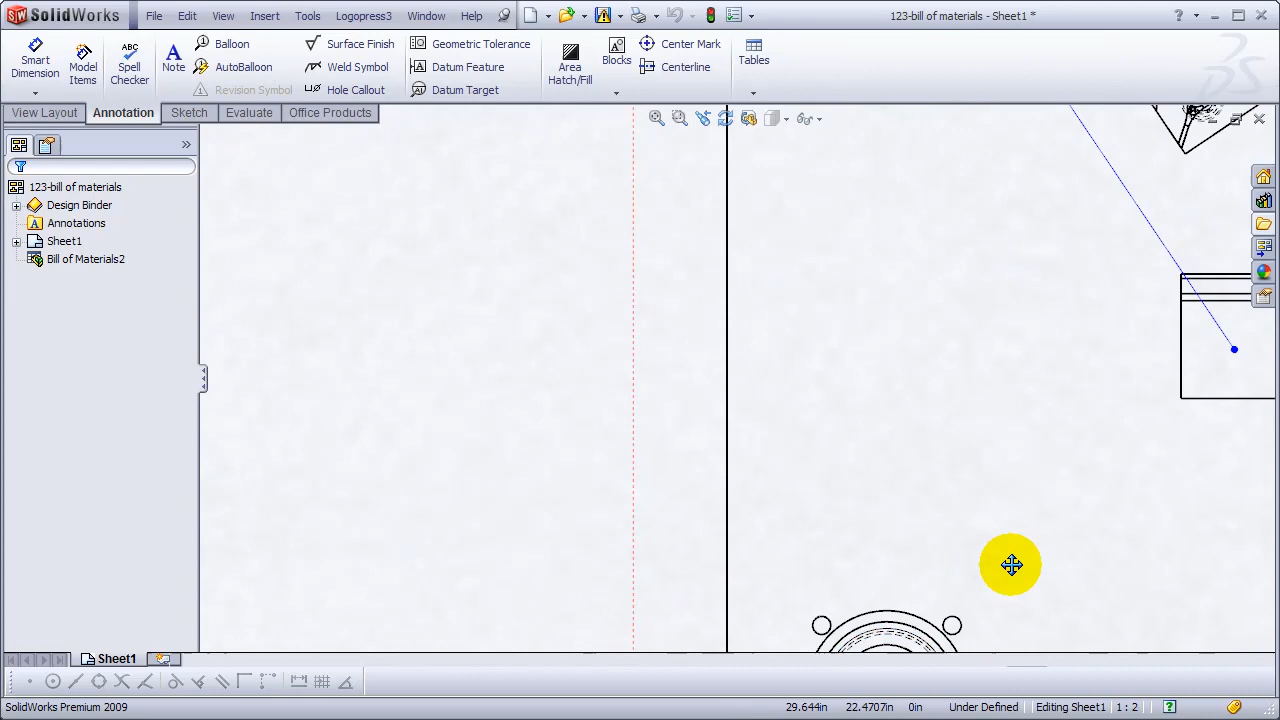 SolidWorks File Edit View Insert Tools Logopress3 Window Help 123-bill of materials - Sheet1 *
Smart Dimension
Model Items
ABC
Spell Checker
A
Note
Balloon
AutoBalloon
Revision Symbol
Surface Finish
Weld Symbol
Hole Callout
Geometric Tolerance
Datum Feature
Datum Target
Area Hatch/Fill
Blocks
Center Mark
Centerline
Tables
View Layout Annotation Sketch Evaluate Office Products
123-bill of materials
Design Binder
Annotations
Sheet1
Bill of Materials2
Sheet1
SolidWorks Premium 2009 29.644in 22.4707in 0in Under Defined Editing Sheet1 1 : 2